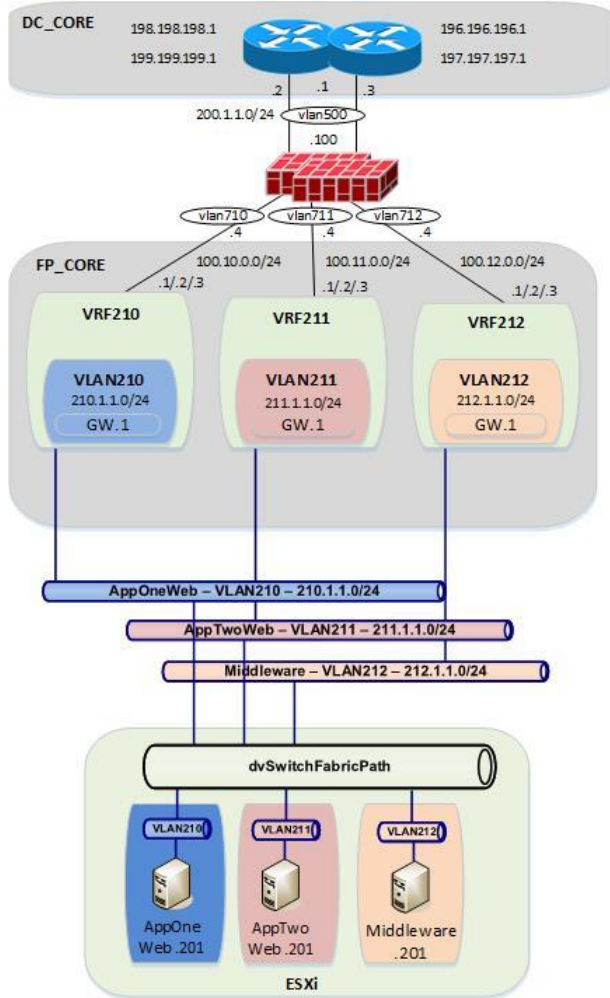 DC_CORE
198.198.198.1
199.199.199.1
196.196.196.1
197.197.197.1
.2
.1
.3
200.1.1.0/24
vlan500
.100
vlan710
vlan711
vlan712
.4
.4
.4
FP_CORE
100.10.0.0/24
100.11.0.0/24
100.12.0.0/24
.1/.2/.3
.1/.2/.3
.1/.2/.3
VRF210
VRF211
VRF212
VLAN210
210.1.1.0/24
GW.1
VLAN211
211.1.1.0/24
GW.1
VLAN212
212.1.1.0/24
GW.1
AppOneWeb – VLAN210 – 210.1.1.0/24
AppTwoWeb – VLAN211 – 211.1.1.0/24
Middleware – VLAN212 – 212.1.1.0/24
dvSwitchFabricPath
VLAN210
VLAN211
VLAN212
AppOne
Web .201
AppTwo
Web .201
Middleware
.201
ESXi